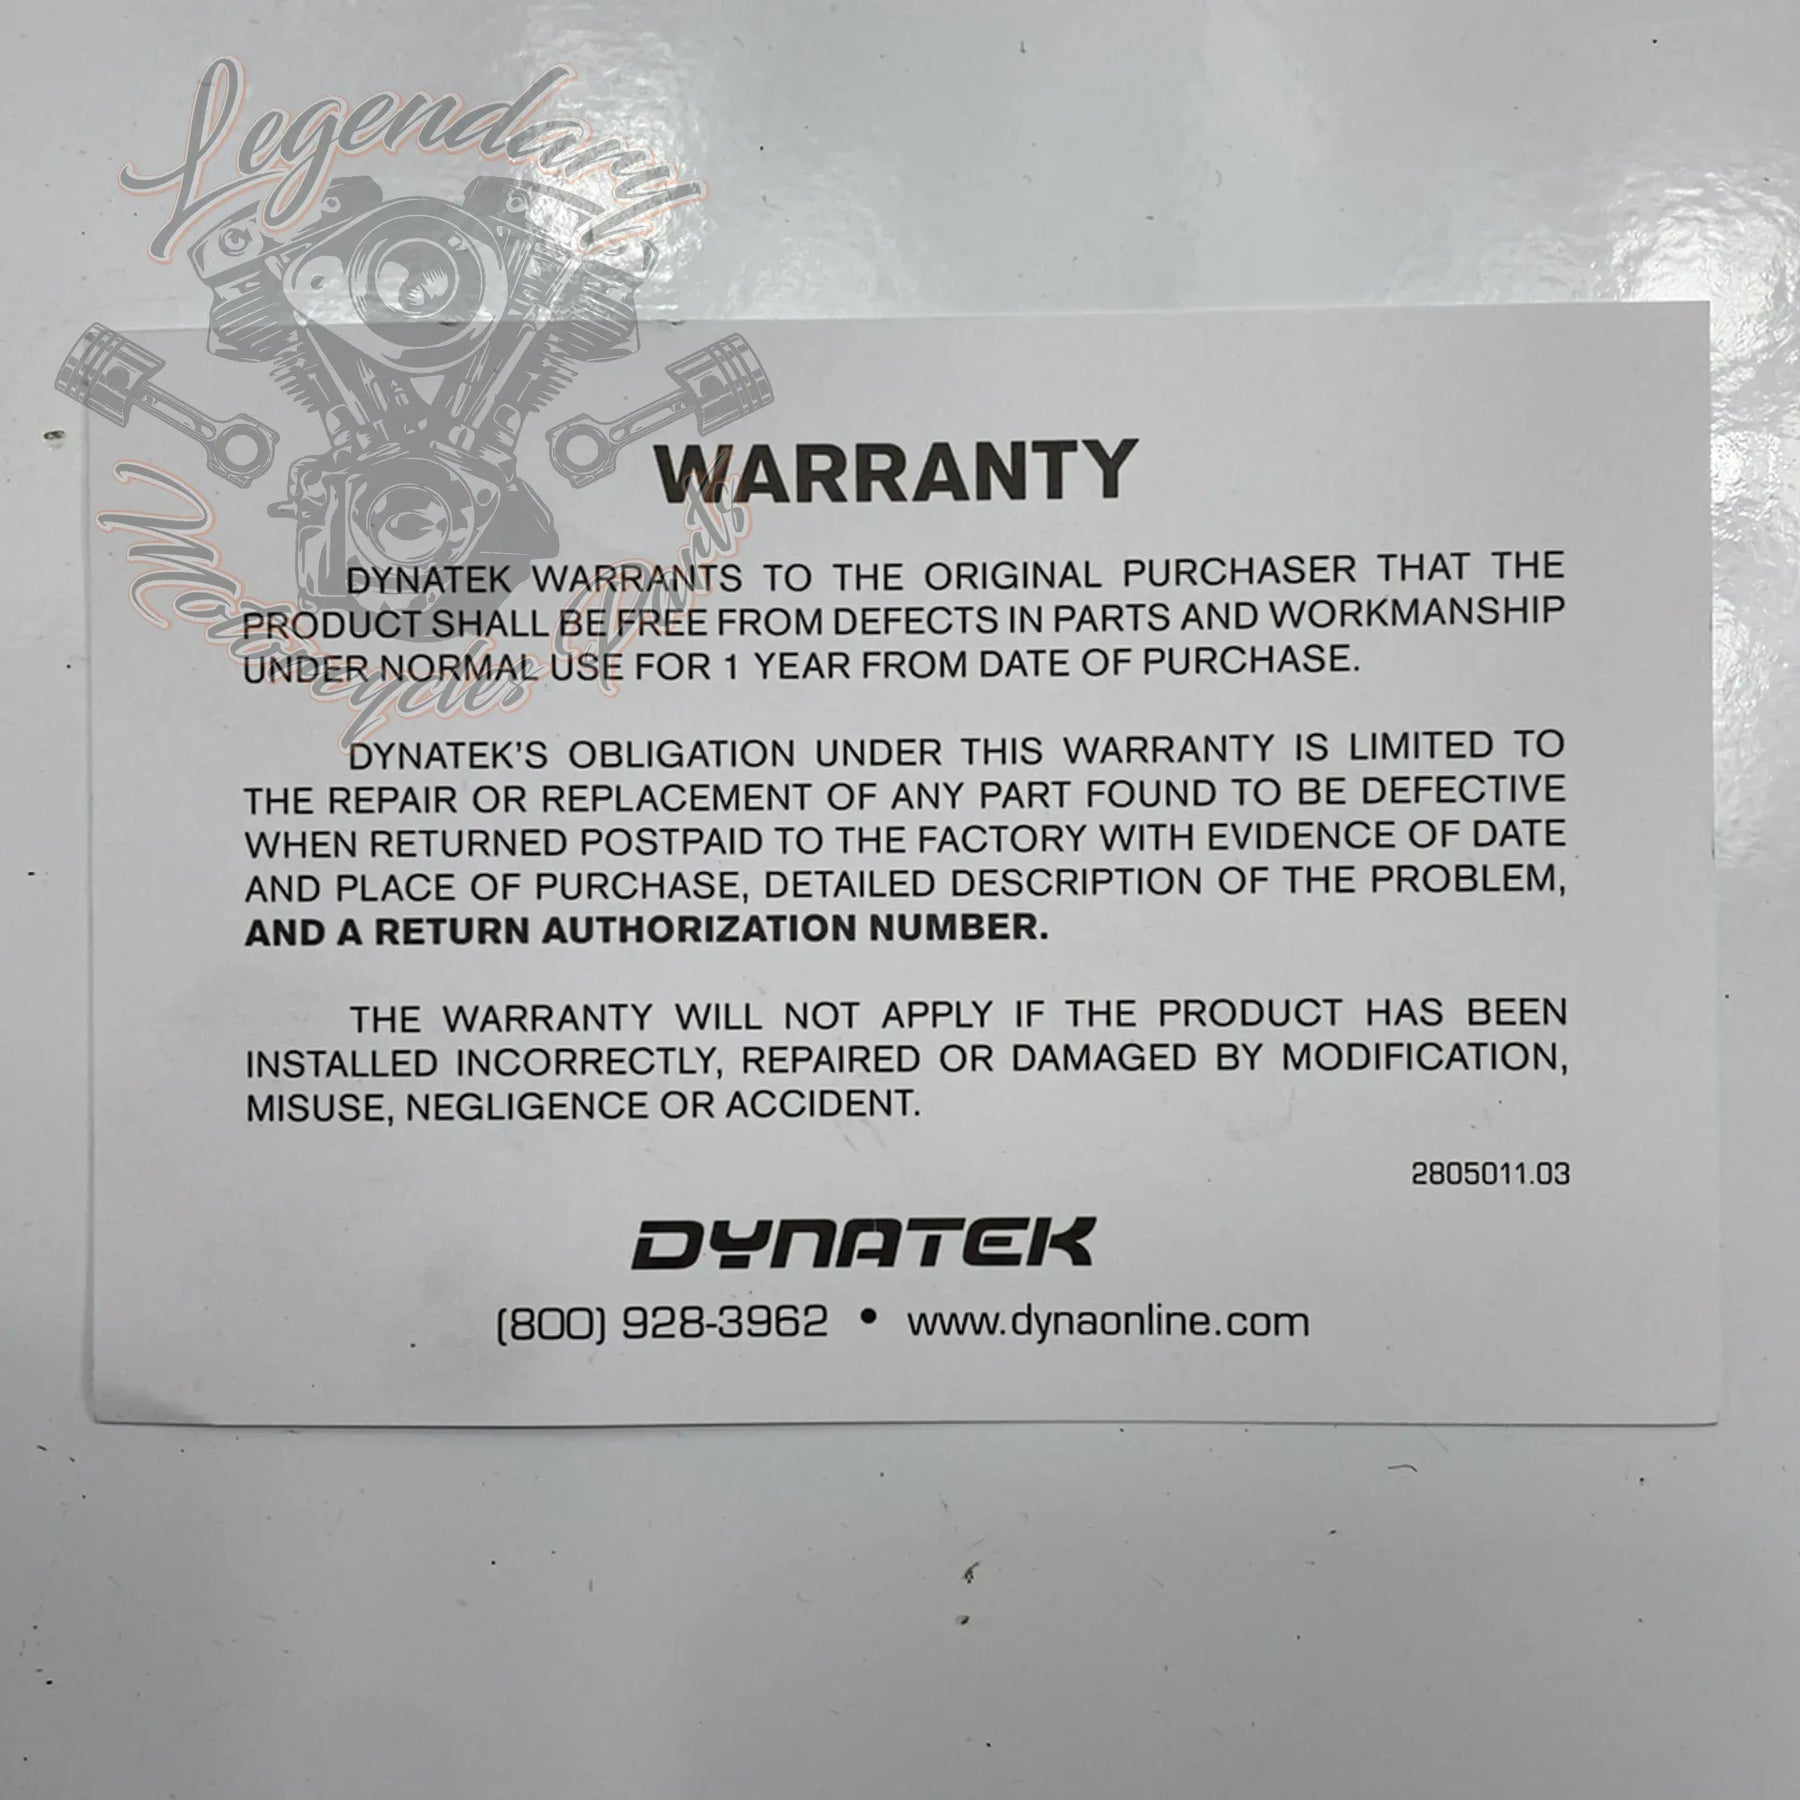 Legendary
Motorcycles Parts
WARRANTY
DYNATEK WARRANTS TO THE ORIGINAL PURCHASER THAT THE
PRODUCT SHALL BE FREE FROM DEFECTS IN PARTS AND WORKMANSHIP
UNDER NORMAL USE FOR 1 YEAR FROM DATE OF PURCHASE.
DYNATEK'S OBLIGATION UNDER THIS WARRANTY IS LIMITED TO
THE REPAIR OR REPLACEMENT OF ANY PART FOUND TO BE DEFECTIVE
WHEN RETURNED POSTPAID TO THE FACTORY WITH EVIDENCE OF DATE
AND PLACE OF PURCHASE, DETAILED DESCRIPTION OF THE PROBLEM,
AND A RETURN AUTHORIZATION NUMBER.
THE WARRANTY WILL NOT APPLY IF THE PRODUCT HAS BEEN
INSTALLED INCORRECTLY, REPAIRED OR DAMAGED BY MODIFICATION,
MISUSE, NEGLIGENCE OR ACCIDENT.
2805011.03
DYNATEK
(800) 928-3962 • www.dynaonline.com